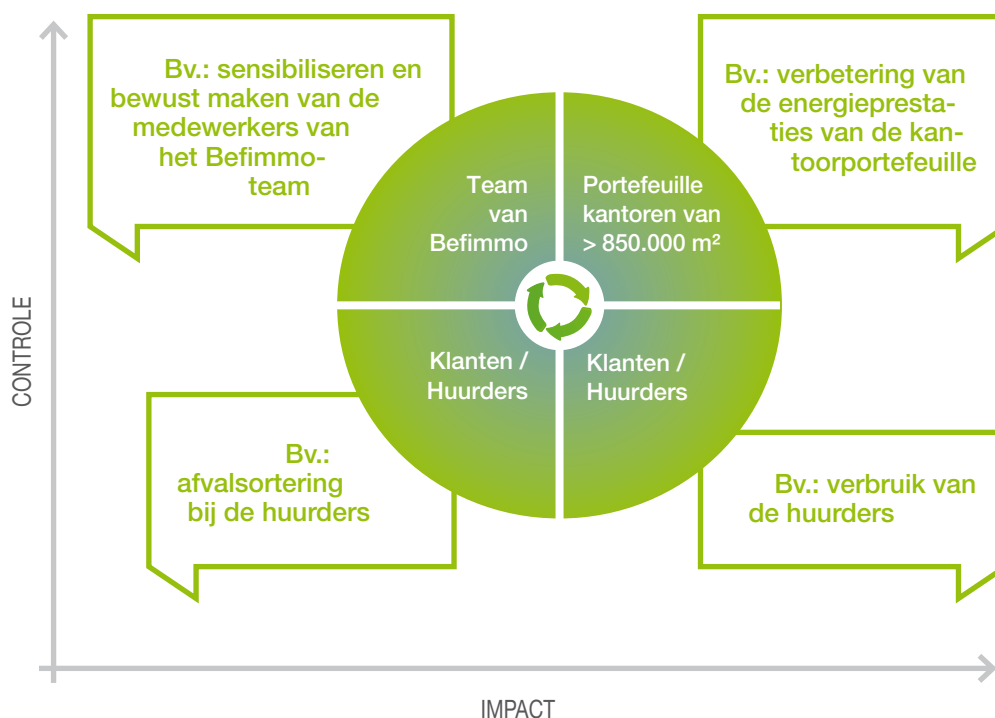 Bv.: sensibiliseren en
bewust maken van de
medewerkers van
het Befimmo-
team
Bv.: verbetering van
de energiepresta-
ties van de kan-
toorportefeuille
Team
van
Befimmo
Portefeuille
kantoren van
> 850.000 m²
CONTROLE
Klanten /
Huurders
Klanten /
Huurders
Bv.:
afvalsortering
bij de huurders
Bv.: verbruik van
de huurders
IMPACT